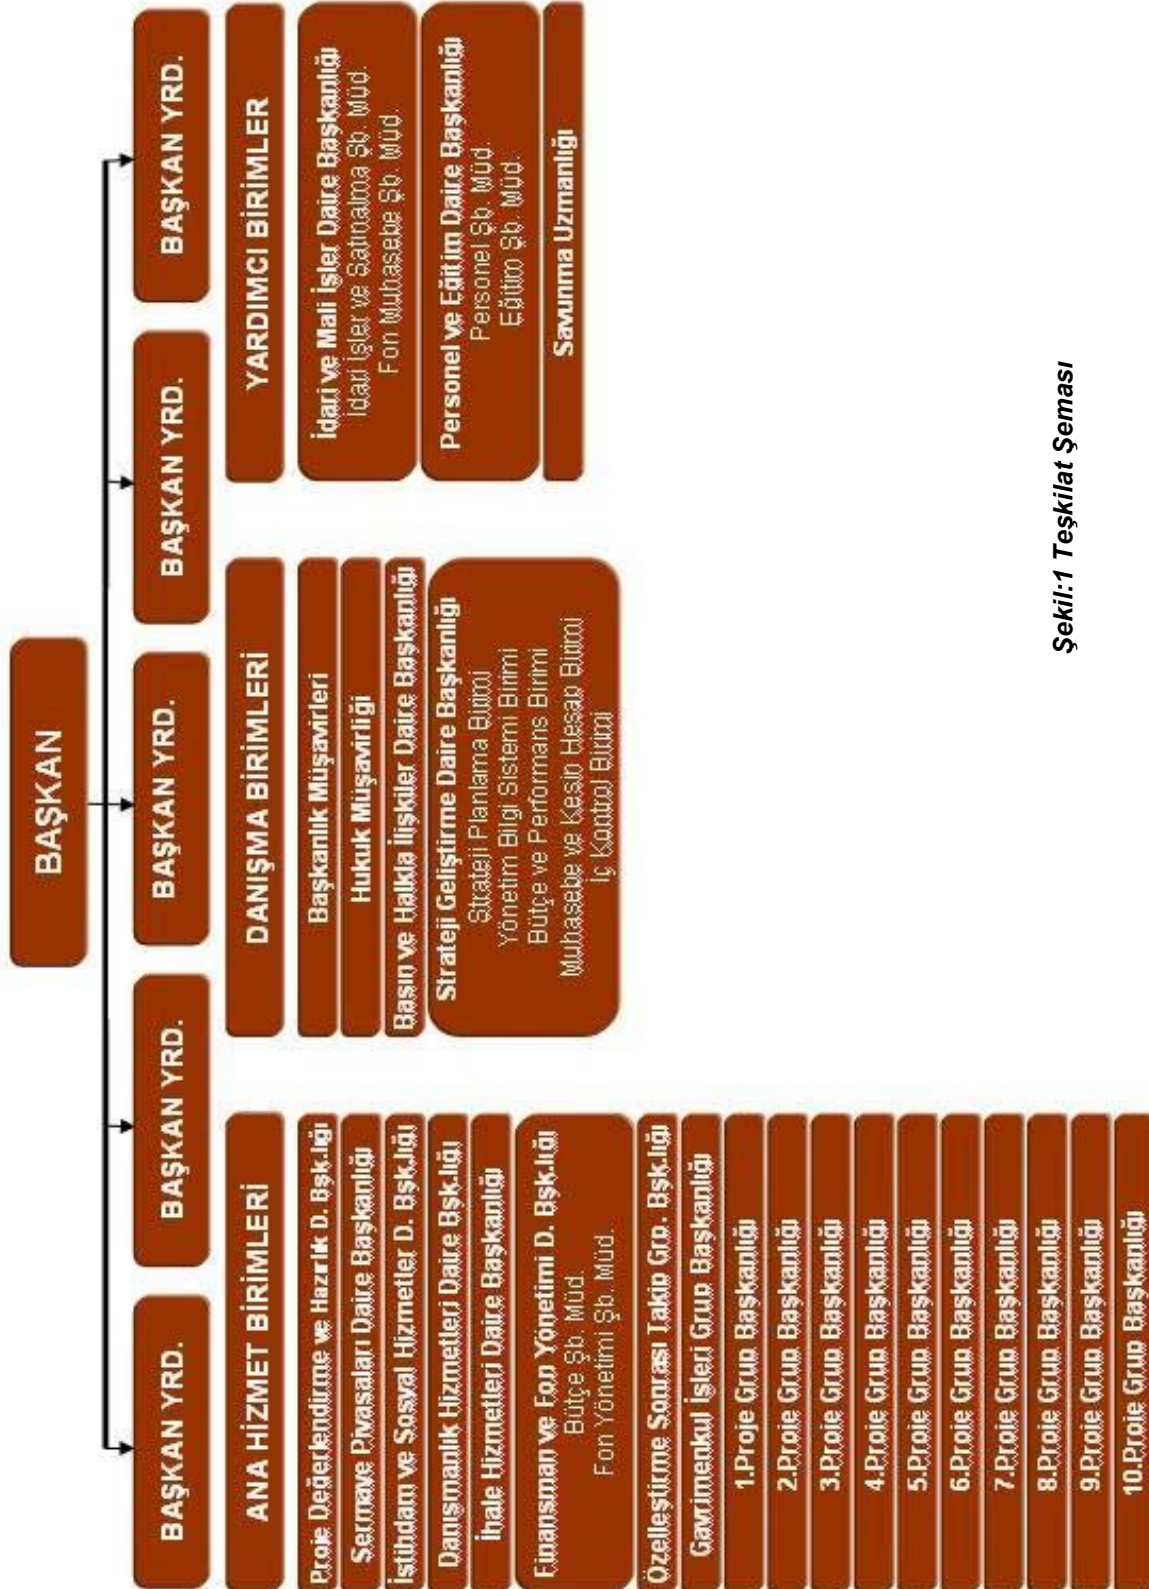 BAŞKAN
BAŞKAN YRD.
BAŞKAN YRD.
BAŞKAN YRD.
BAŞKAN YRD.
BAŞKAN YRD.
ANA HİZMET BİRİMLERİ
Proje Değerlendirme ve Hazırlık D. Bşk.lığı
Sermaye Piyasaları Daire Başkanlığı
İstihdam ve Sosyal Hizmetler D. Bşk.lığı
Danışmanlık Hizmetleri Daire Bşk.lığı
İhale Hizmetleri Daire Başkanlığı
Finansman ve Fon Yönetimi D. Bşk.lığı
Bütçe Şb. Müd.
Fon Yönetimi Şb. Müd.
Özelleştirme Sonrası Takip Grp. Bşk.lığı
Gayrimenkul İşleri Grup Başkanlığı
1.Proje Grup Başkanlığı
2.Proje Grup Başkanlığı
3.Proje Grup Başkanlığı
4.Proje Grup Başkanlığı
5.Proje Grup Başkanlığı
6.Proje Grup Başkanlığı
7.Proje Grup Başkanlığı
8.Proje Grup Başkanlığı
9.Proje Grup Başkanlığı
10.Proje Grup Başkanlığı
DANIŞMA BİRİMLERİ
Başkanlık Müşavirleri
Hukuk Müşavirliği
Basın ve Halkla İlişkiler Daire Başkanlığı
Strateji Geliştirme Daire Başkanlığı
Strateji Planlama Birimi
Yönetim Bilgi Sistemi Birimi
Bütçe ve Performans Birimi
Muhasebe ve Kesin Hesap Birimi
İç Kontrol Birimi
YARDIMCI BİRİMLER
İdari ve Mali İşler Daire Başkanlığı
İdari İşler ve Satınalma Şb. Müd.
Fon Muhasebe Şb. Müd.
Personel ve Eğitim Daire Başkanlığı
Personel Şb. Müd.
Eğitim Şb. Müd.
Savunma Uzmanlığı
Şekil:1 Teşkilat Şeması